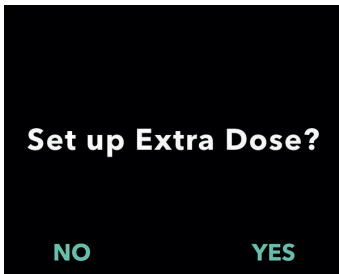 Set up Extra Dose?
NO YES